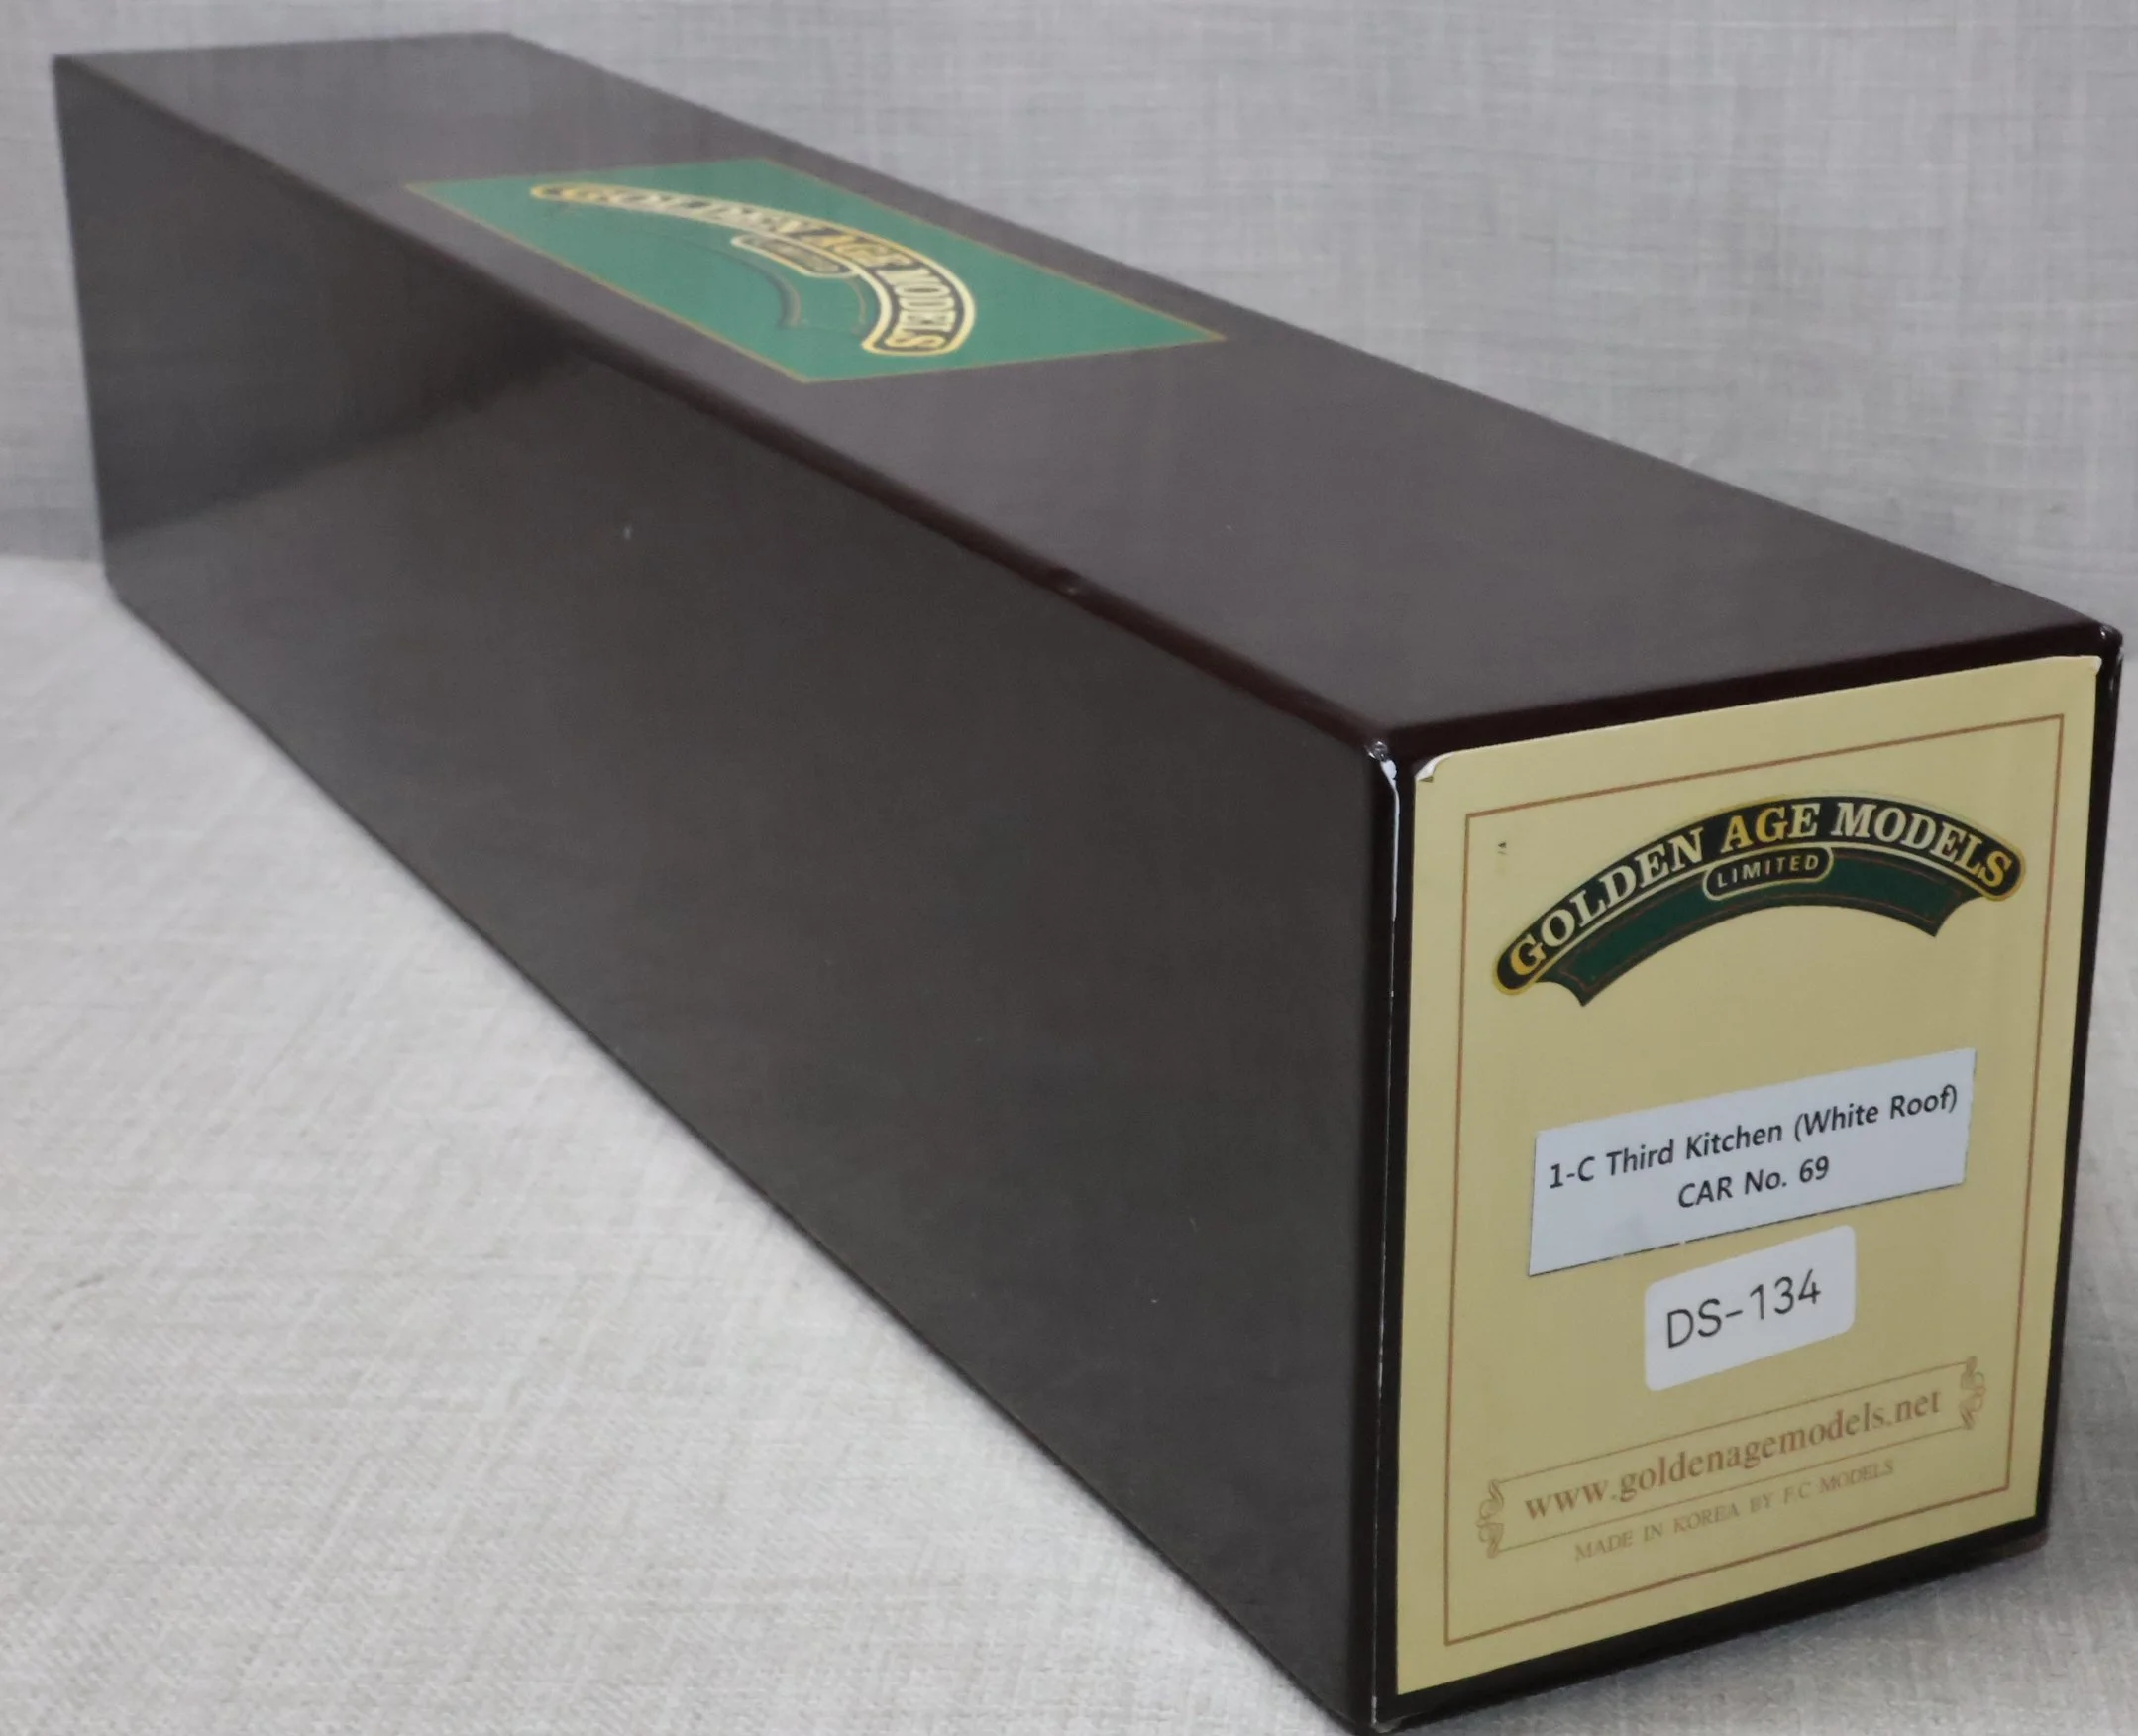 GOLDEN AGE MODELS
LIMITED
GOLDEN AGE MODELS
LIMITED
1-C Third Kitchen (White Roof)
CAR No. 69
DS-134
www.goldenagemodels.net
MADE IN KOREA BY F.C MODELS